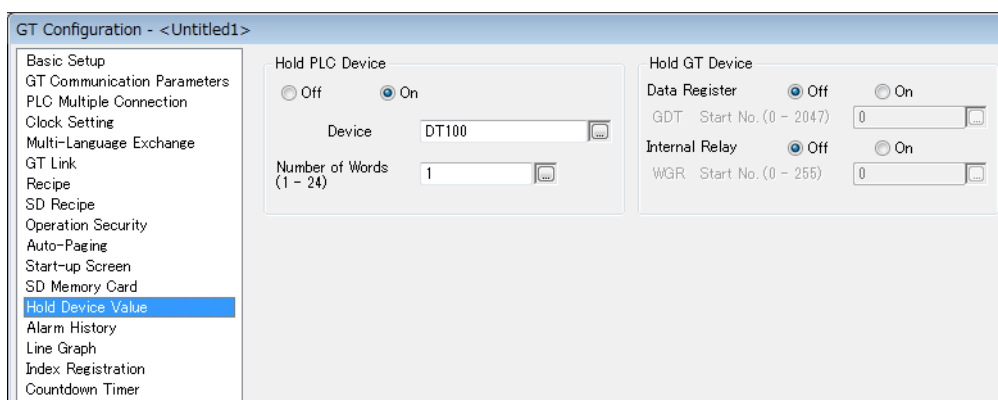 GT Configuration - <Untitled1>
Basic Setup
GT Communication Parameters
PLC Multiple Connection
Clock Setting
Multi-Language Exchange
GT Link
Recipe
SD Recipe
Operation Security
Auto-Paging
Start-up Screen
SD Memory Card
Hold Device Value
Alarm History
Line Graph
Index Registration
Countdown Timer
Hold PLC Device
Off On
Device DT100 ...
Number of Words
(1 - 24) 1 ...
Hold GT Device
Data Register Off On
GDT Start No. (0 - 2047) 0 ...
Internal Relay Off On
WGR Start No. (0 - 255) 0 ...